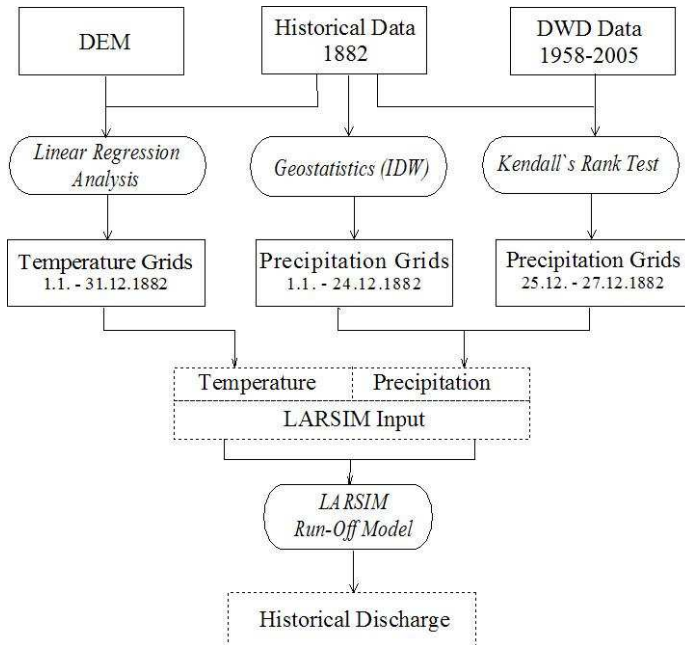 DEM
Historical Data
1882
DWD Data
1958-2005
Linear Regression
Analysis
Geostatistics (IDW)
Kendall`s Rank Test
Temperature Grids
1.1. - 31.12.1882
Precipitation Grids
1.1. - 24.12.1882
Precipitation Grids
25.12. - 27.12.1882
Temperature
Precipitation
LARSIM Input
LARSIM
Run-Off Model
Historical Discharge